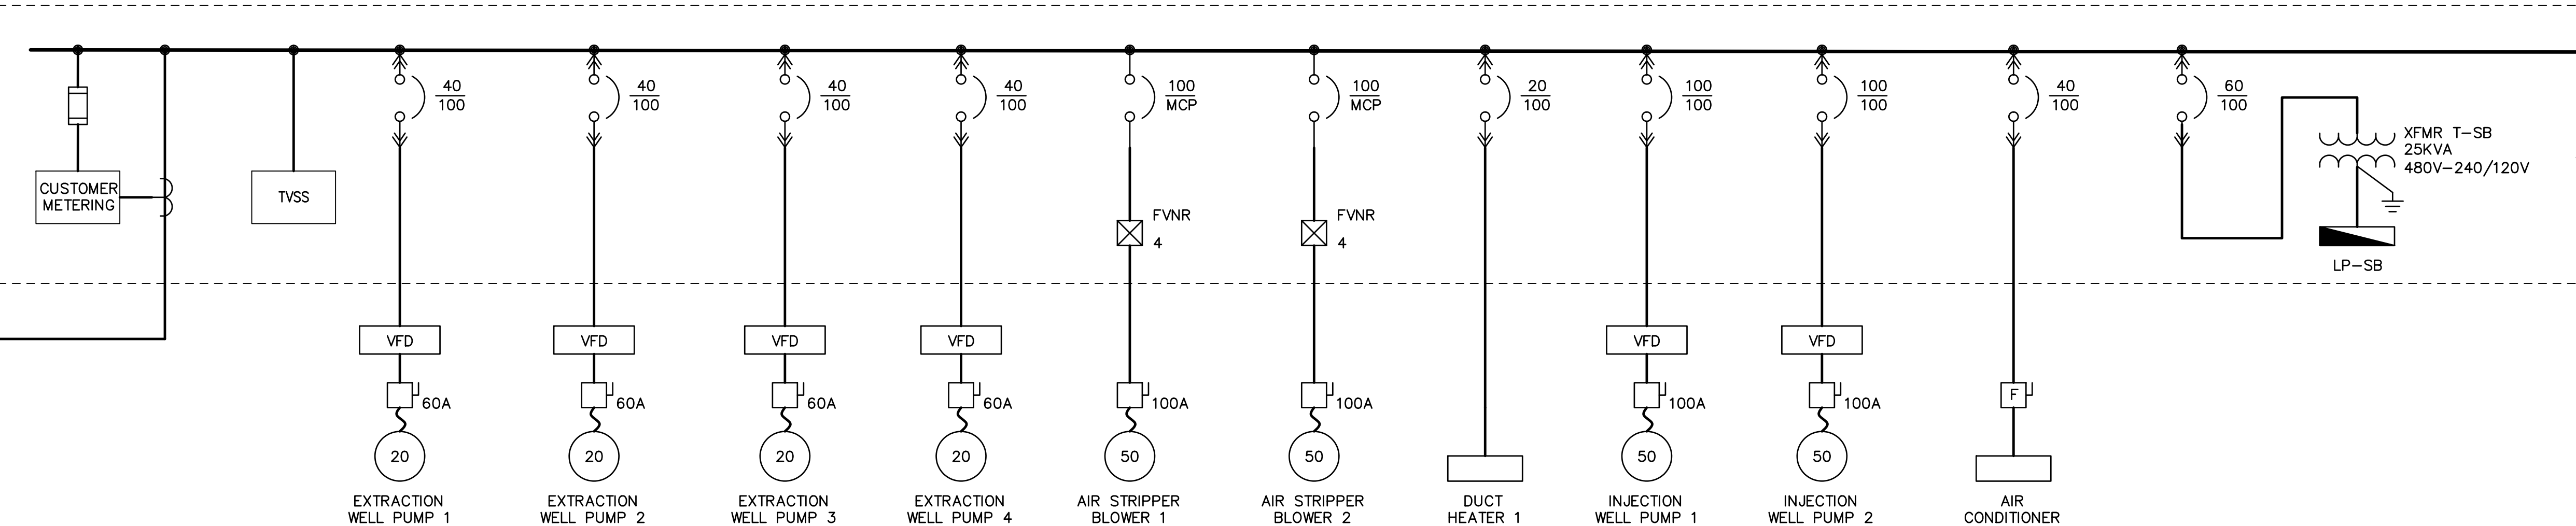 40
100
40
100
40
100
40
100
100
MCP
100
MCP
20
100
100
100
100
100
40
100
60
100
XFMR T-SB
25KVA
480V-240/120V
CUSTOMER
METERING
TVSS
FVNR
4
FVNR
4
LP-SB
VFD
VFD
VFD
VFD
VFD
VFD
60A
60A
60A
60A
100A
100A
100A
100A
F
20
20
20
20
50
50
50
50
EXTRACTION
WELL PUMP 1
EXTRACTION
WELL PUMP 2
EXTRACTION
WELL PUMP 3
EXTRACTION
WELL PUMP 4
AIR STRIPPER
BLOWER 1
AIR STRIPPER
BLOWER 2
DUCT
HEATER 1
INJECTION
WELL PUMP 1
INJECTION
WELL PUMP 2
AIR
CONDITIONER